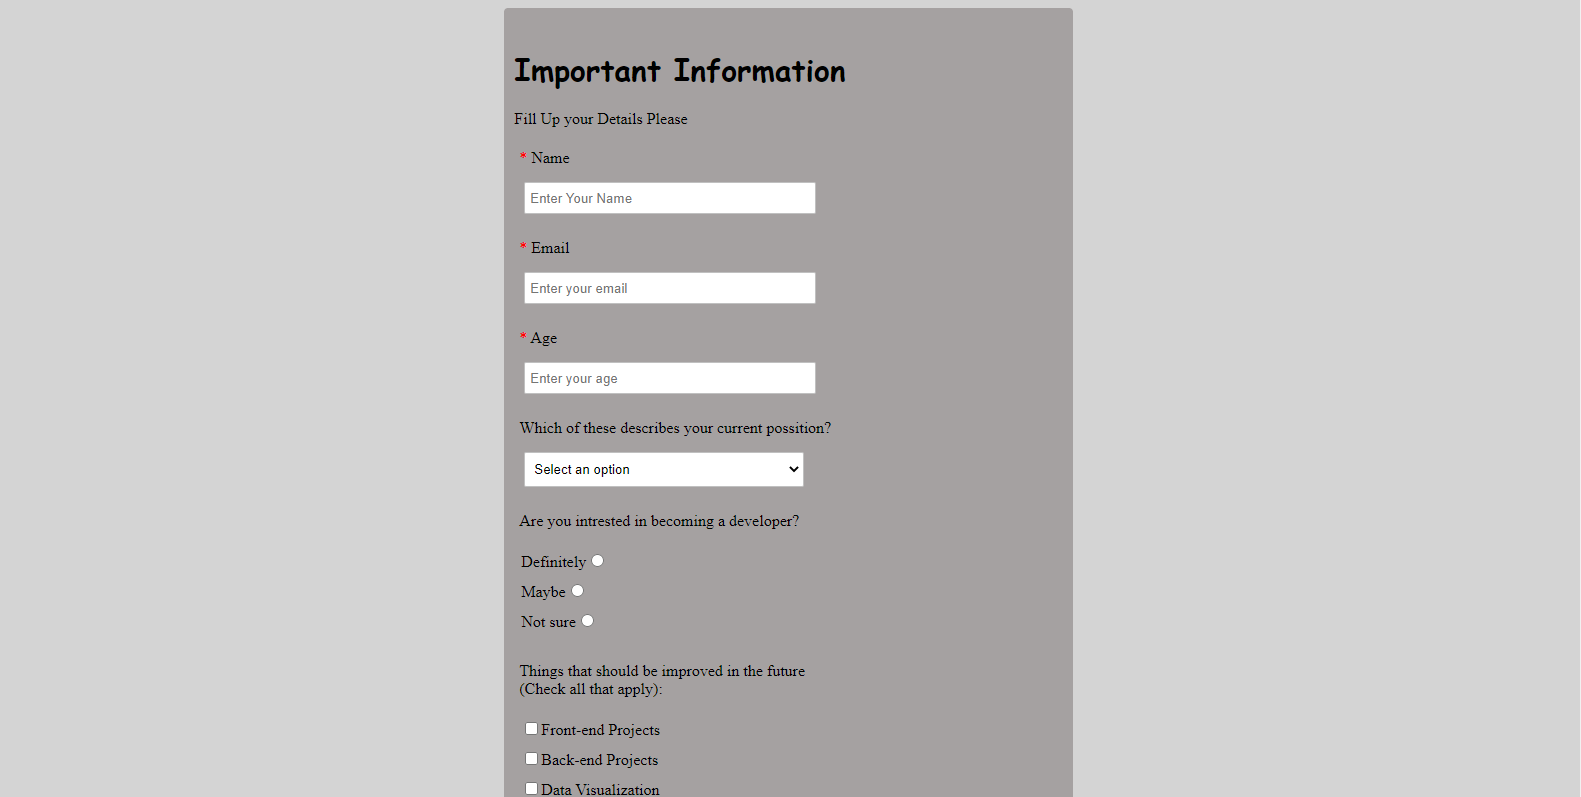 Important Information
Fill Up your Details Please
* Name
Enter Your Name
* Email
Enter your email
* Age
Enter your age
Which of these describes your current possition?
Select an option
Are you intrested in becoming a developer?
Definitely
Maybe
Not sure
Things that should be improved in the future
(Check all that apply):
Front-end Projects
Back-end Projects
Data Visualization